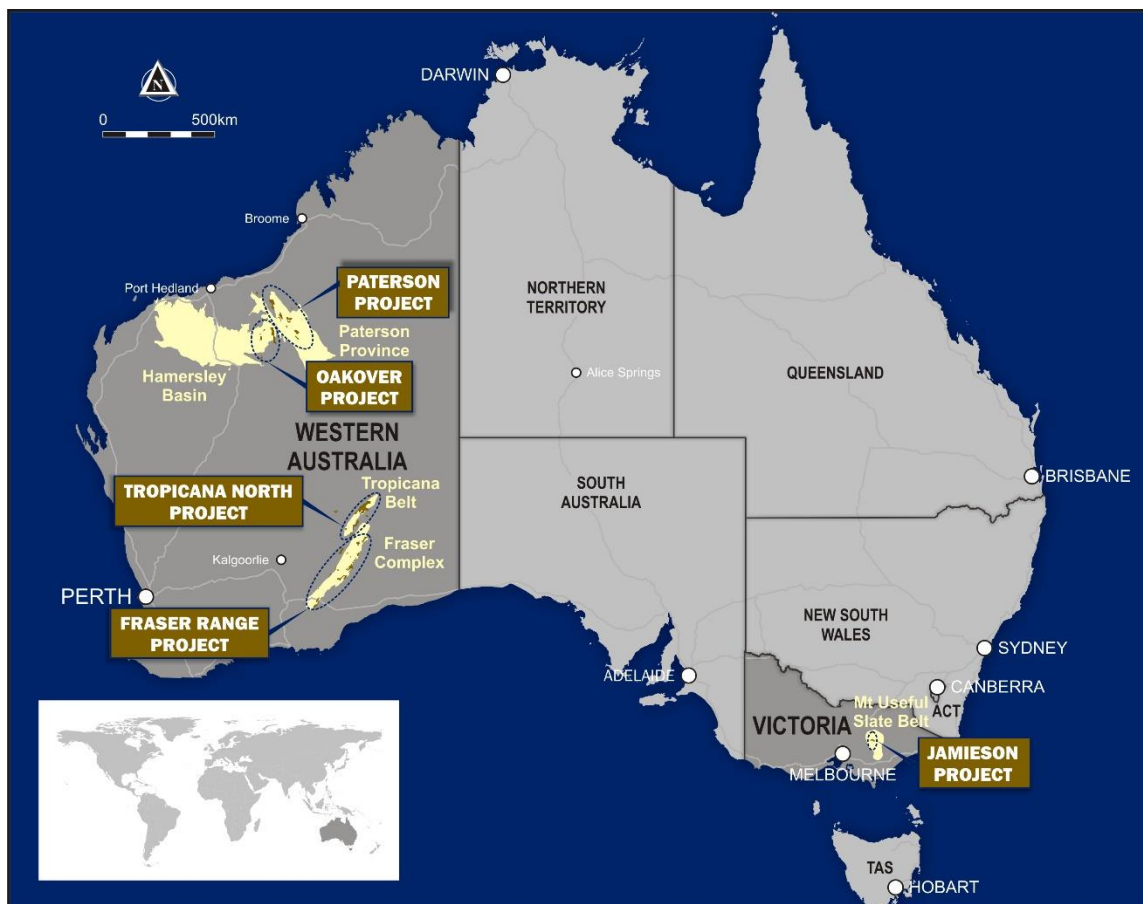 DARWIN
N
0 500km
Broome
Port Hedland
PATERSON
PROJECT
NORTHERN
TERRITORY
Paterson
Province
Alice Springs
QUEENSLAND
Hamersley
Basin
OAKOVER
PROJECT
WESTERN
AUSTRALIA
Tropicana
Belt
TROPICANA NORTH
PROJECT
SOUTH
AUSTRALIA
BRISBANE
Fraser
Complex
Kalgoorlie
PERTH
FRASER RANGE
PROJECT
NEW SOUTH
WALES
SYDNEY
ADELAIDE
CANBERRA
ACT
Mt Useful
Slate Belt
VICTORIA
JAMIESON
PROJECT
MELBOURNE
TAS
HOBART